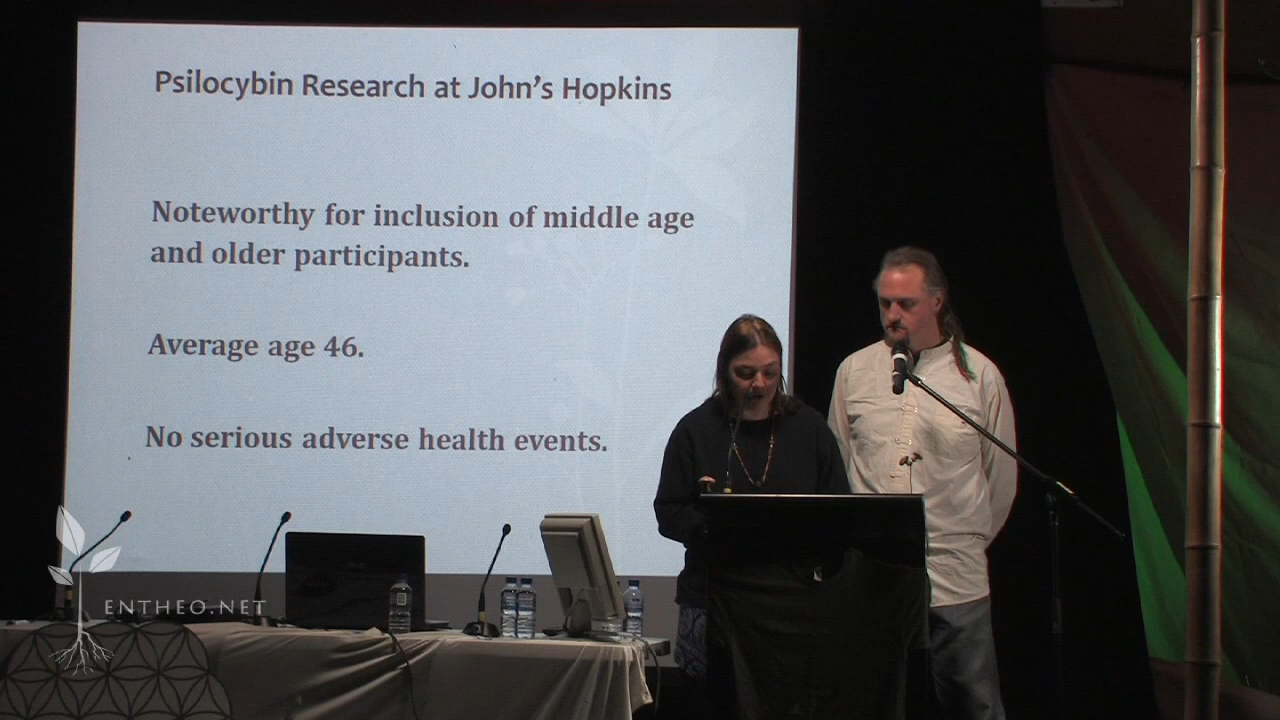 Psilocybin Research at John's Hopkins
Noteworthy for inclusion of middle age
and older participants.
Average age 46.
No serious adverse health events.
ENTHEO.NET